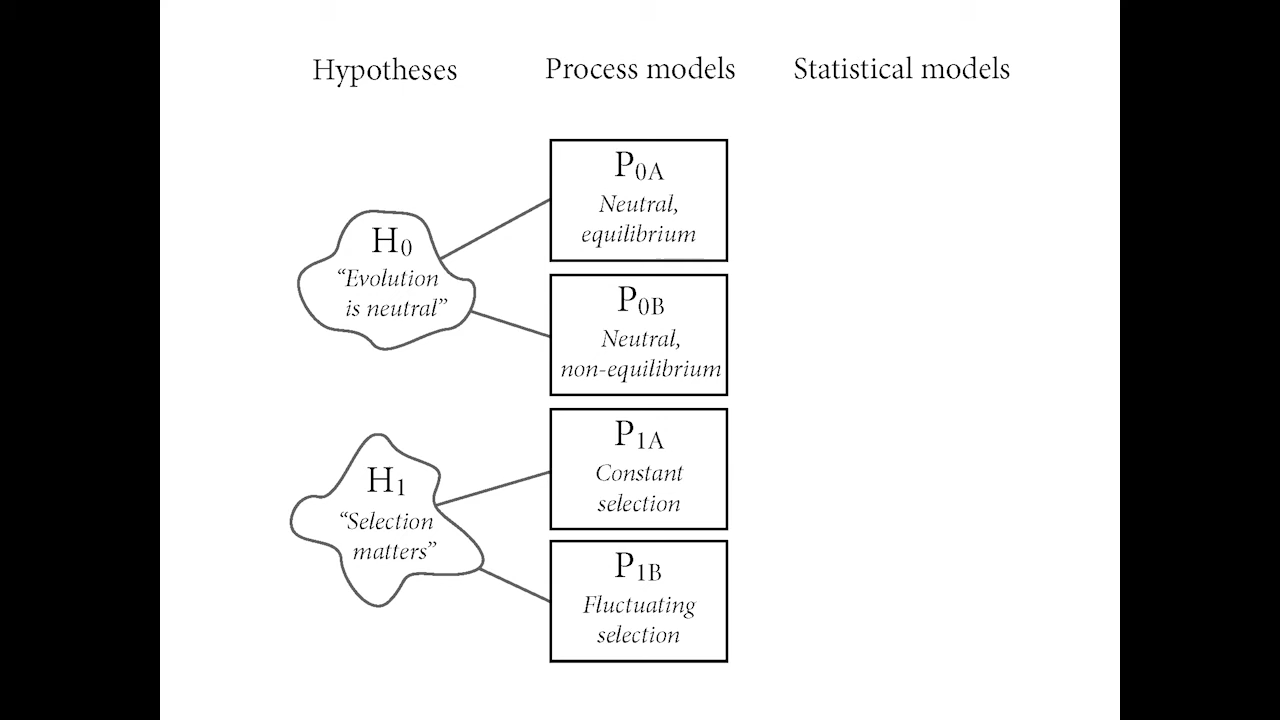 Hypotheses
Process models
Statistical models
H0
“Evolution
is neutral”
P0A
Neutral,
equilibrium
P0B
Neutral,
non-equilibrium
H1
“Selection
matters”
P1A
Constant
selection
P1B
Fluctuating
selection